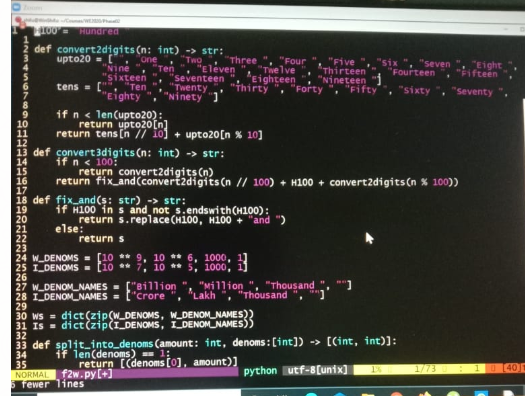 1 H100 = "Hundred "
1
2 def convert2digits(n: int) -> str:
3 upto20 = ["", "One ", "Two ", "Three ", "Four ", "Five ", "Six ", "Seven ", "Eight ",
4 "Nine ", "Ten ", "Eleven ", "Twelve ", "Thirteen ", "Fourteen ", "Fifteen ",
5 "Sixteen ", "Seventeen ", "Eighteen ", "Nineteen "]
6 tens = ["", "Ten ", "Twenty ", "Thirty ", "Forty ", "Fifty ", "Sixty ", "Seventy ",
7 "Eighty ", "Ninety "]
8
9 if n < len(upto20):
10 return upto20[n]
11 return tens[n // 10] + upto20[n % 10]
12
13 def convert3digits(n: int) -> str:
14 if n < 100:
15 return convert2digits(n)
16 return fix_and(convert2digits(n // 100) + H100 + convert2digits(n % 100))
17
18 def fix_and(s: str) -> str:
19 if H100 in s and not s.endswith(H100):
20 return s.replace(H100, H100 + "and ")
21 else:
22 return s
23
24 W_DENOMS = [10 ** 9, 10 ** 6, 1000, 1]
25 I_DENOMS = [10 ** 7, 10 ** 5, 1000, 1]
26
27 W_DENOM_NAMES = ["Billion ", "Million ", "Thousand ", ""]
28 I_DENOM_NAMES = ["Crore ", "Lakh ", "Thousand ", ""]
29
30 Ws = dict(zip(W_DENOMS, W_DENOM_NAMES))
31 Is = dict(zip(I_DENOMS, I_DENOM_NAMES))
32
33 def split_into_denoms(amount: int, denoms:[int]) -> [(int, int)]:
34 if len(denoms) == 1:
35 return [(denoms[0], amount)]
NORMAL f2w.py[+] python utf-8[unix] 1% 1/73 : 1
6 fewer lines